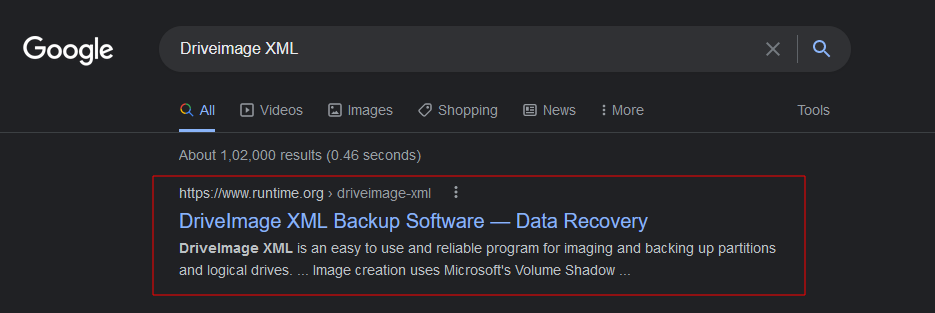 Google
Driveimage XML
All Videos Images Shopping News More Tools
About 1,02,000 results (0.46 seconds)
https://www.runtime.org › driveimage-xml
DriveImage XML Backup Software — Data Recovery
DriveImage XML is an easy to use and reliable program for imaging and backing up partitions
and logical drives. ... Image creation uses Microsoft's Volume Shadow ...